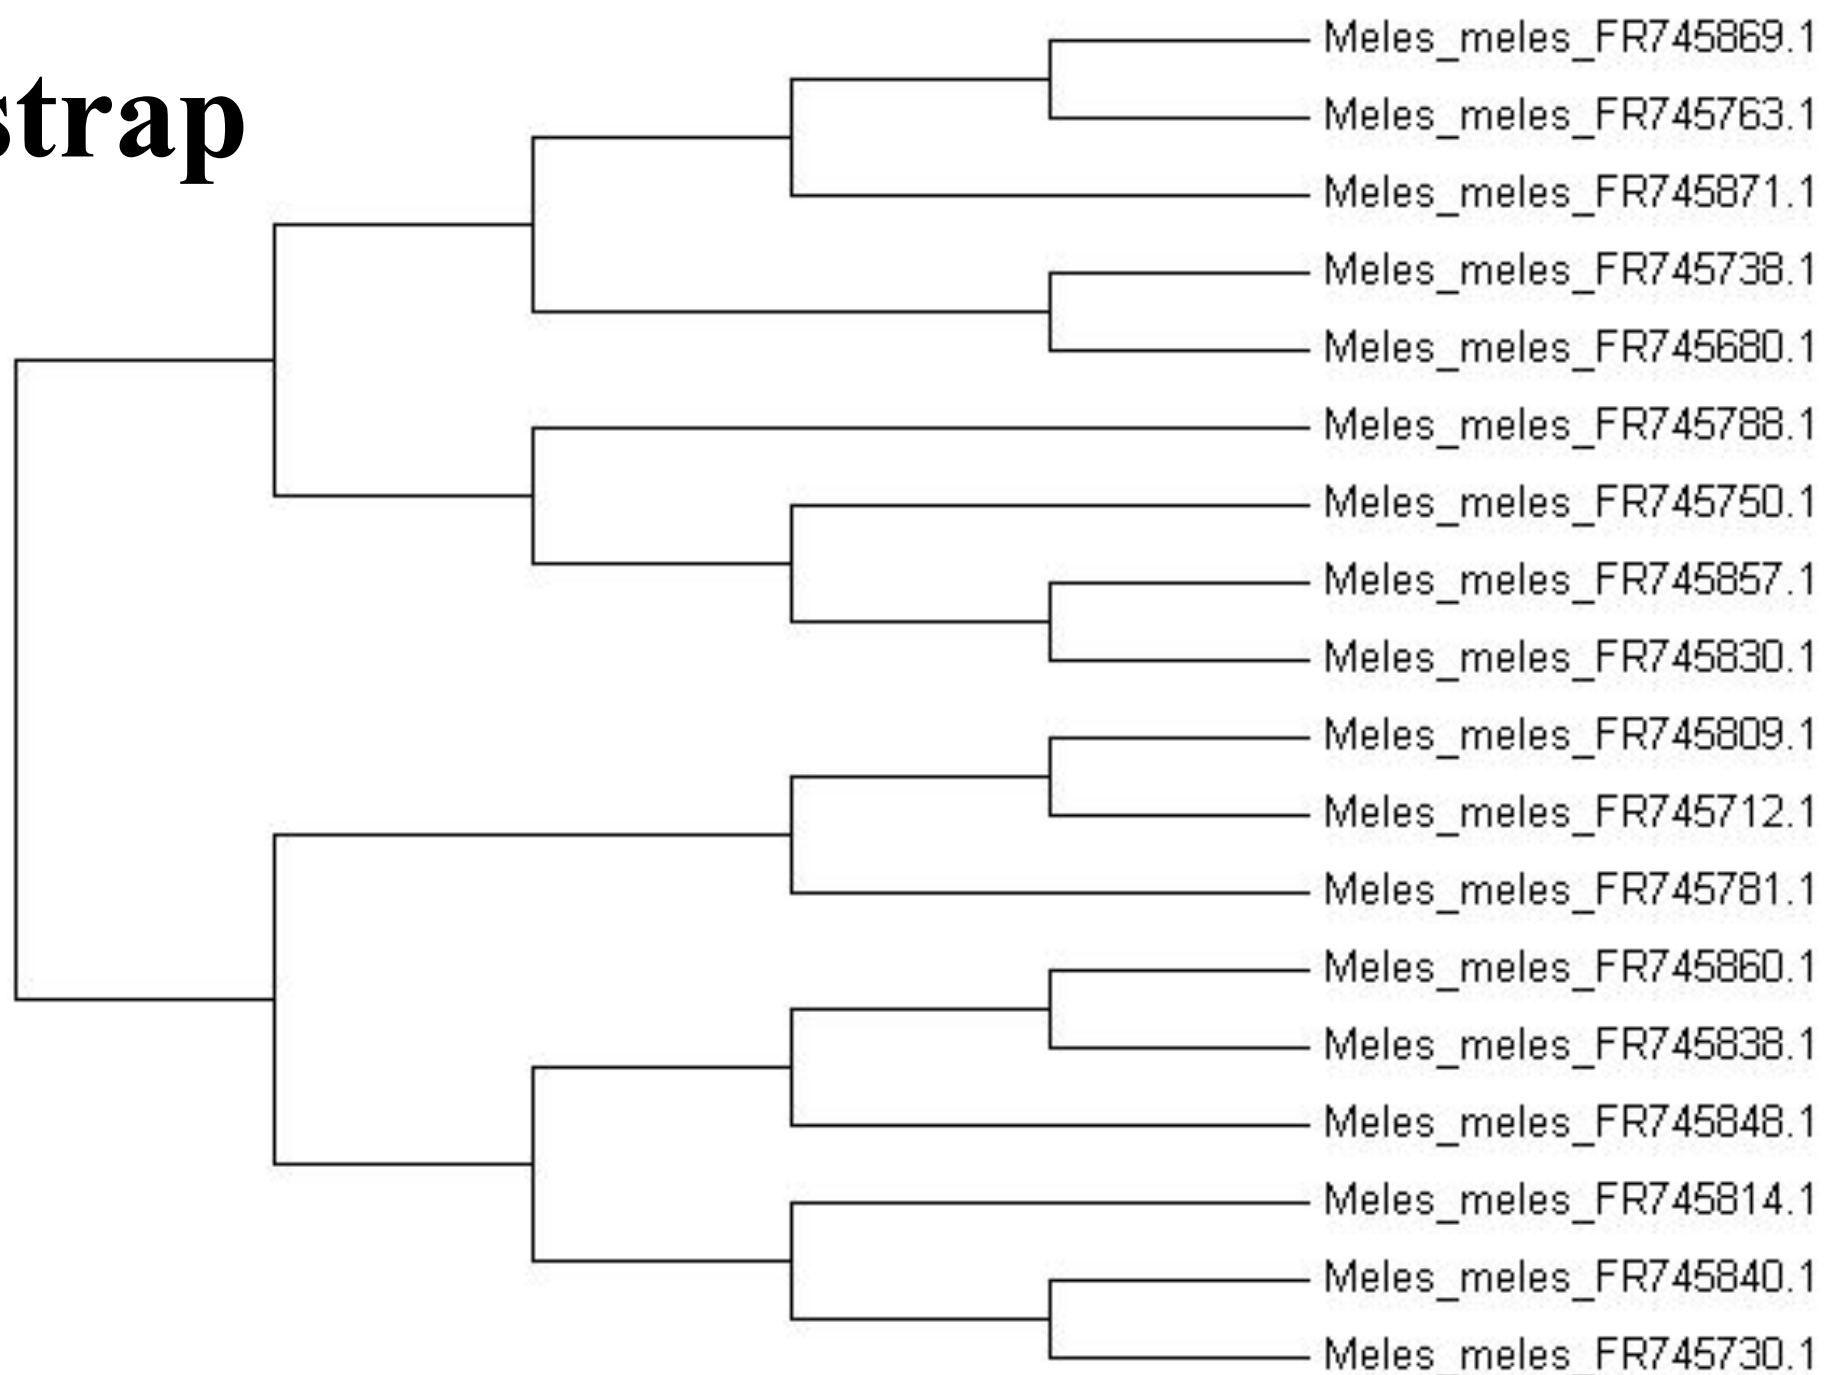 strap
Meles_meles_FR745869.1
Meles_meles_FR745763.1
Meles_meles_FR745871.1
Meles_meles_FR745738.1
Meles_meles_FR745680.1
Meles_meles_FR745788.1
Meles_meles_FR745750.1
Meles_meles_FR745857.1
Meles_meles_FR745830.1
Meles_meles_FR745809.1
Meles_meles_FR745712.1
Meles_meles_FR745781.1
Meles_meles_FR745860.1
Meles_meles_FR745838.1
Meles_meles_FR745848.1
Meles_meles_FR745814.1
Meles_meles_FR745840.1
Meles_meles_FR745730.1